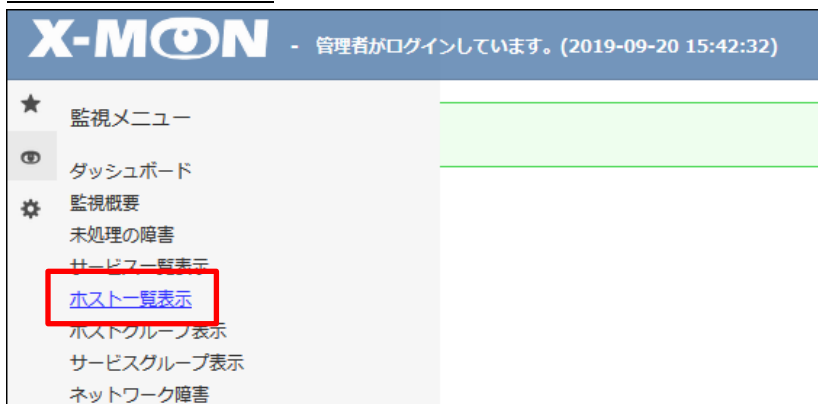 X-MON - 管理者がログインしています。(2019-09-20 15:42:32)
監視メニュー
ダッシュボード
監視概要
未処理の障害
サービス一覧表示
ホスト一覧表示
ホストグループ表示
サービスグループ表示
ネットワーク障害